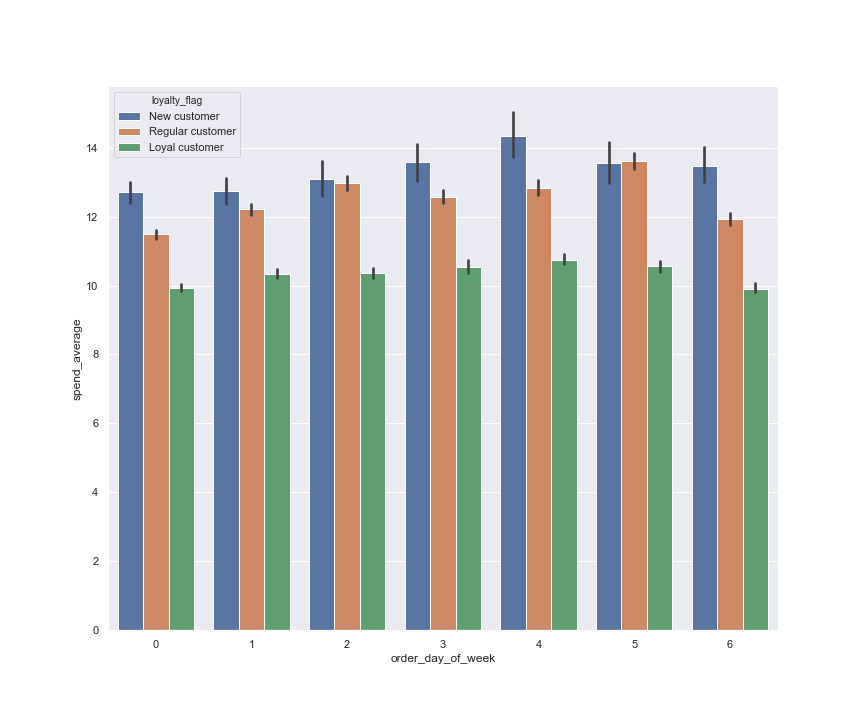 loyalty_flag
New customer
Regular customer
Loyal customer
14
12
10
8
6
4
2
0
spend_average
0 1 2 3 4 5 6
order_day_of_week